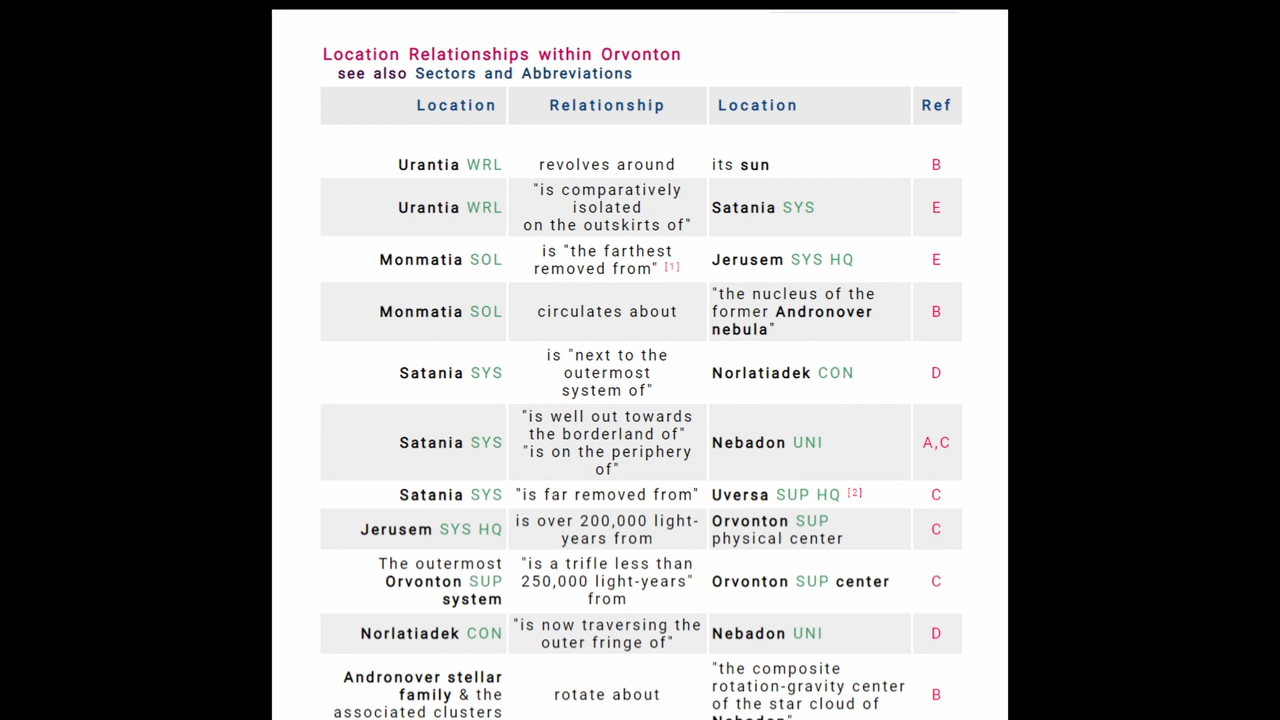 Location Relationships within Orvonton
see also Sectors and Abbreviations
Location Relationship Location Ref
Urantia WRL revolves around its sun B
Urantia WRL
"is comparatively
isolated
on the outskirts of"
Satania SYS
E
Monmatia SOL
is "the farthest
removed from" [1]
Jerusem SYS HQ
E
Monmatia SOL
circulates about
"the nucleus of the
former Andronover
nebula"
B
Satania SYS
is "next to the
outermost
system of"
Norlatiadek CON
D
Satania SYS
"is well out towards
the borderland of"
"is on the periphery
of"
Nebadon UNI
A,C
Satania SYS "is far removed from" Uversa SUP HQ [2] C
Jerusem SYS HQ
is over 200,000 light-
years from
Orvonton SUP
physical center
C
The outermost
Orvonton SUP
system
"is a trifle less than
250,000 light-years"
from
Orvonton SUP center
C
Norlatiadek CON
"is now traversing the
outer fringe of"
Nebadon UNI
D
Andronover stellar
family & the
associated clusters
rotate about
"the composite
rotation-gravity center
of the star cloud of
Nebadon"
B